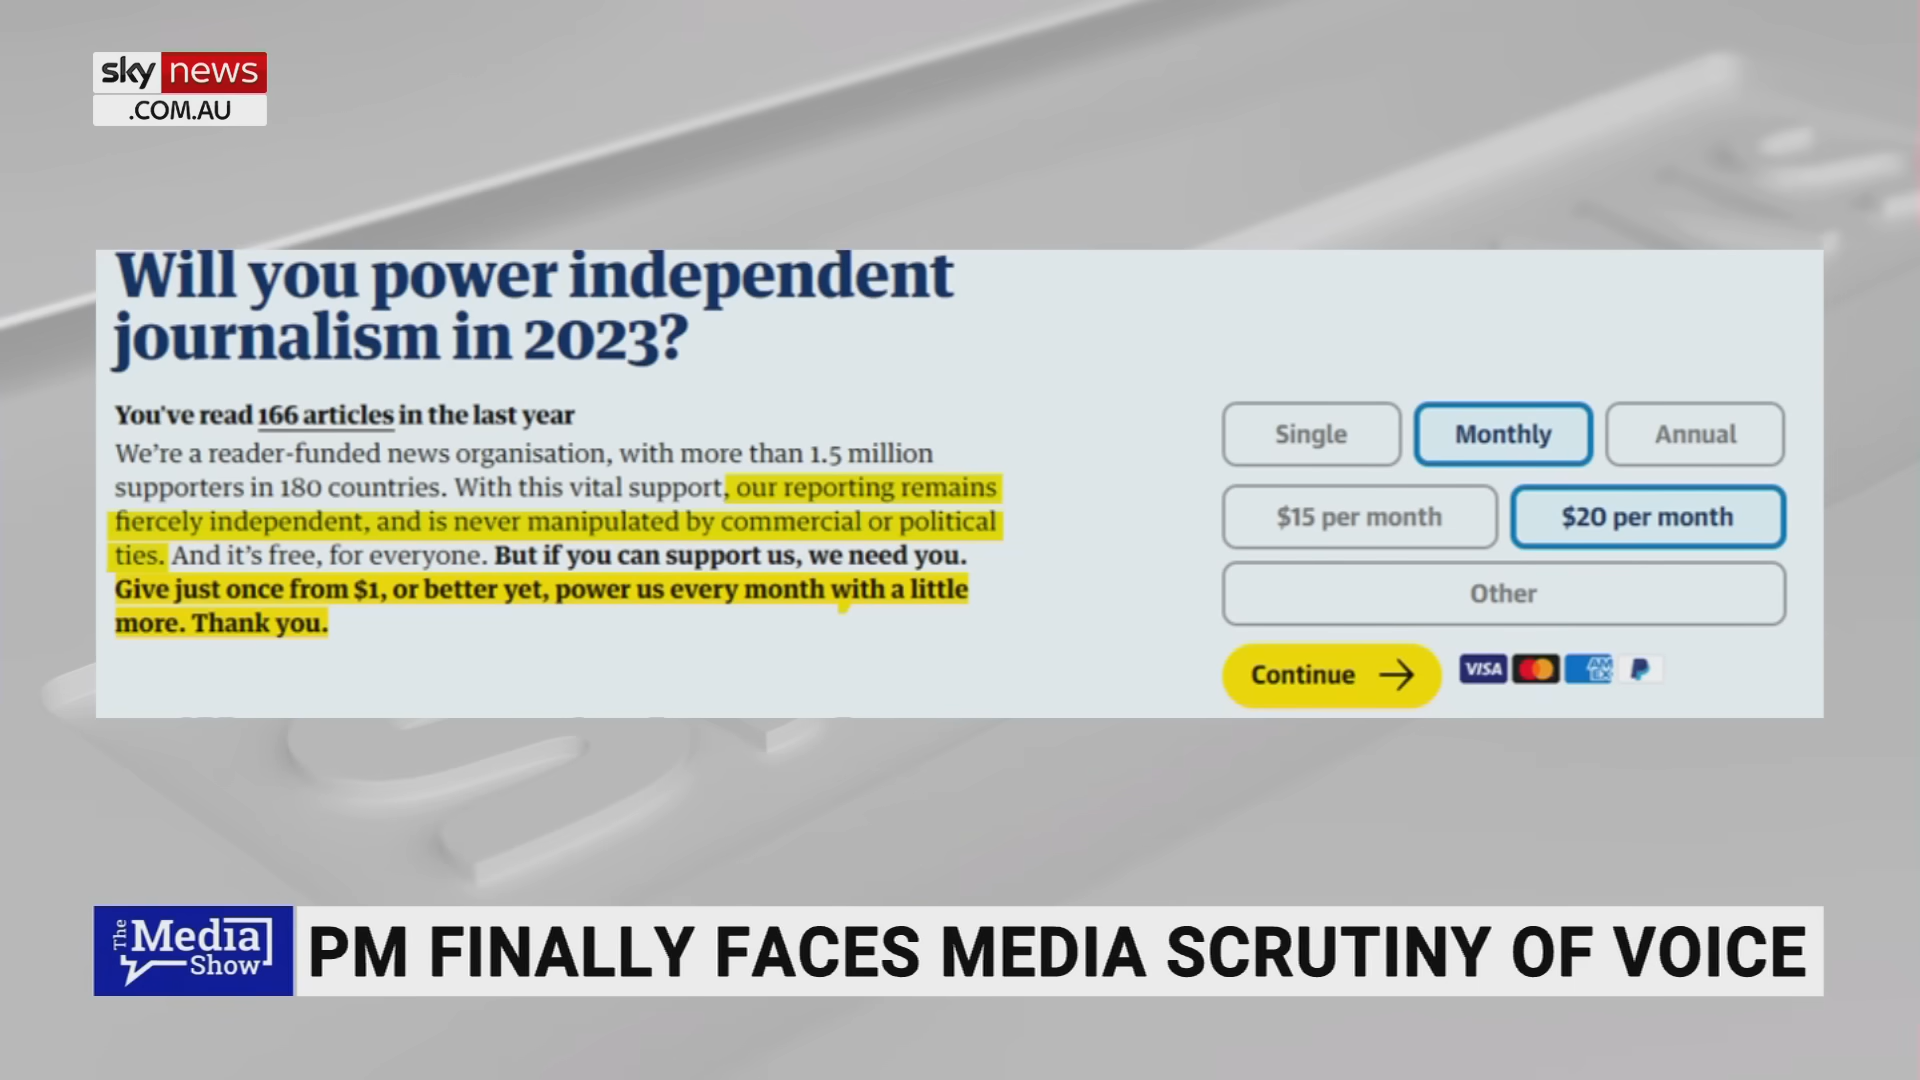 sky news
.COM.AU
Will you power independent
journalism in 2023?
You've read 166 articles in the last year
We're a reader-funded news organisation, with more than 1.5 million
supporters in 180 countries. With this vital support, our reporting remains
fiercely independent, and is never manipulated by commercial or political
ties. And it's free, for everyone. But if you can support us, we need you.
Give just once from $1, or better yet, power us every month with a little
more. Thank you.
Single
Monthly
Annual
$15 per month
$20 per month
Other
Continue
VISA
AM
EX
The Media
Show
PM FINALLY FACES MEDIA SCRUTINY OF VOICE